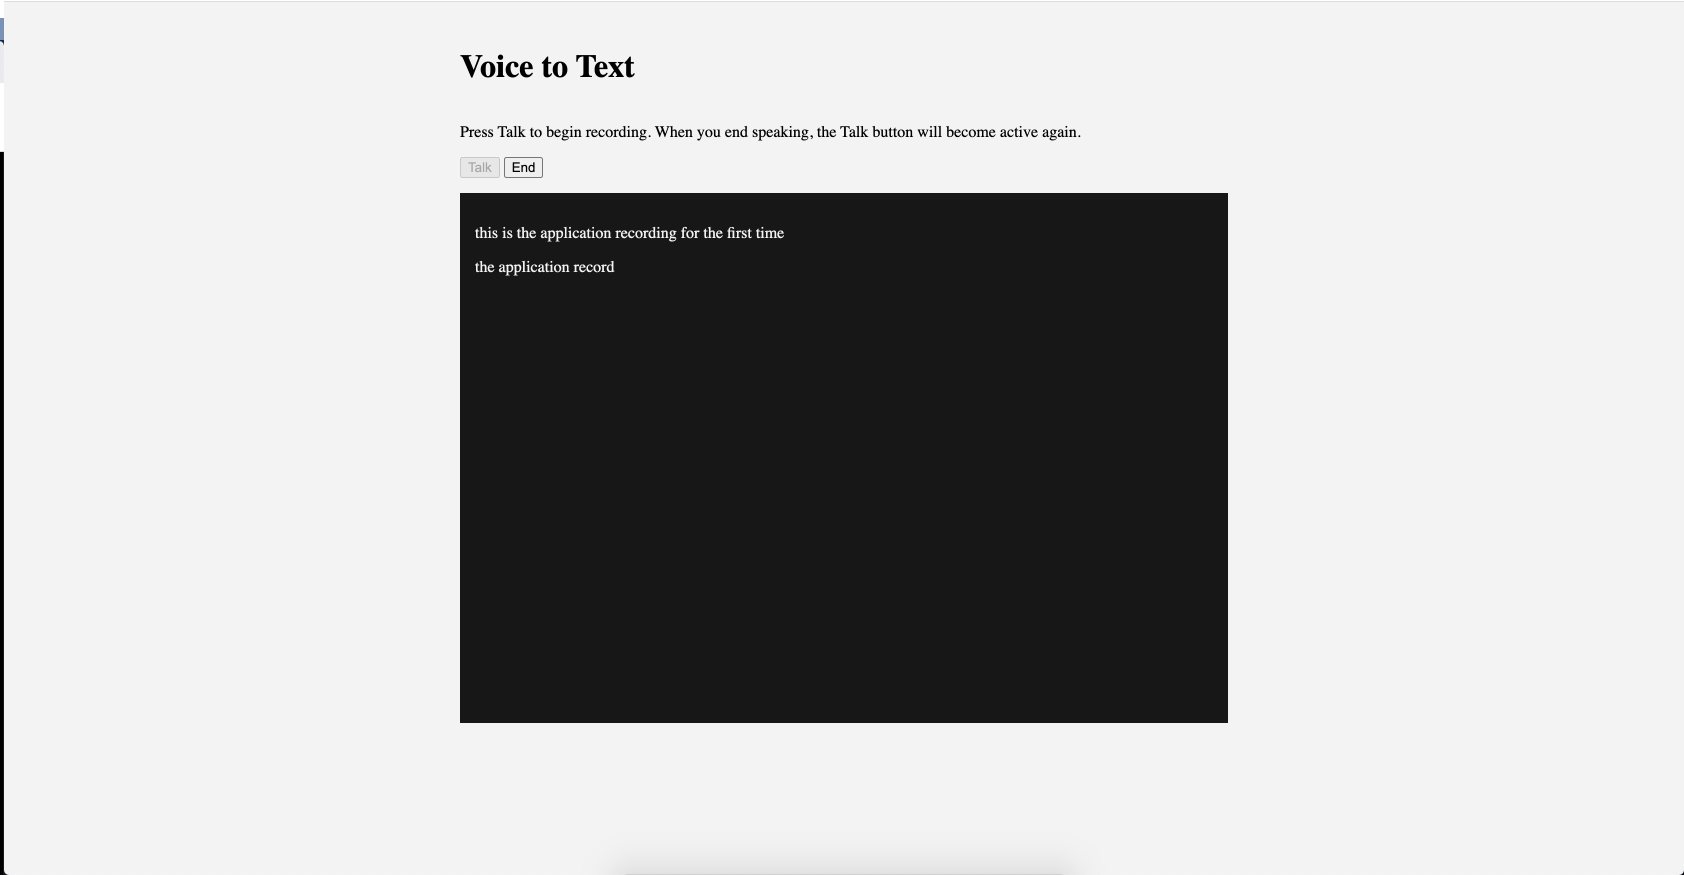 Voice to Text
Press Talk to begin recording. When you end speaking, the Talk button will become active again.
Talk End
this is the application recording for the first time
the application record